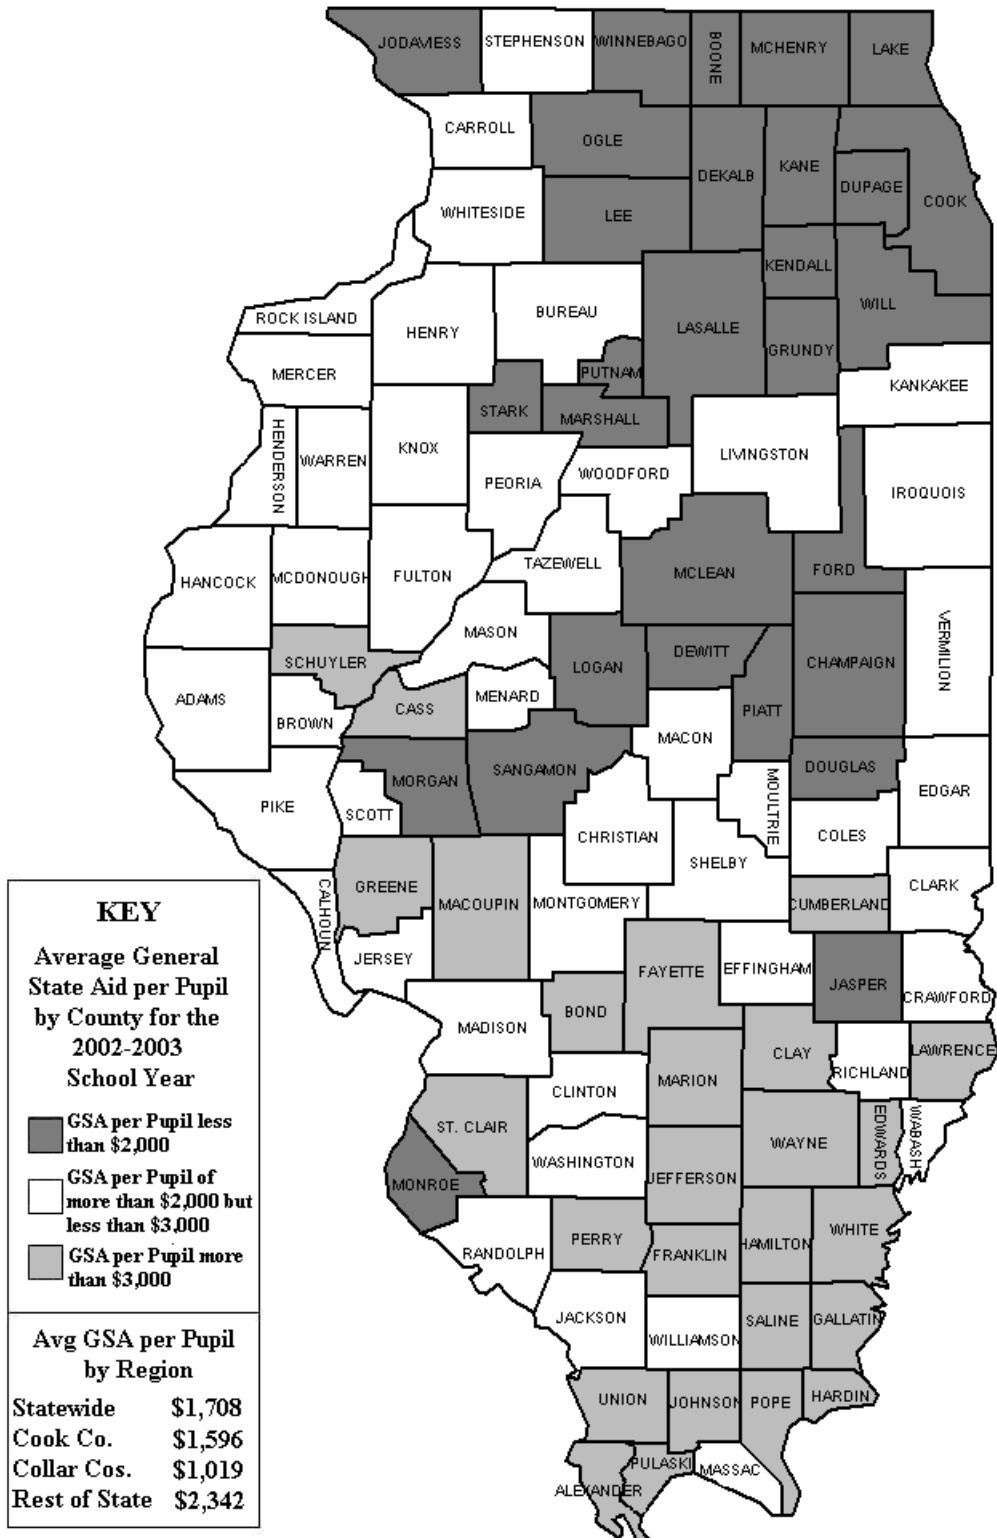 JODAVIESS
STEPHENSON
WINNEBAGO
BOONE
MCHENRY
LAKE
CARROLL
OGLE
DEKALB
KANE
DUPAGE
COOK
WHITESIDE
LEE
KENDALL
WILL
ROCK ISLAND
HENRY
BUREAU
LASALLE
GRUNDY
MERCER
PUTNAM
KANKAKEE
STARK
MARSHALL
HENDERSON
WARREN
KNOX
PEORIA
WOODFORD
LIVINGSTON
IROQUOIS
HANCOCK
MCDONOUGH
FULTON
TAZEWELL
MCLEAN
FORD
MASON
VERMILION
SCHUYLER
LOGAN
DEWITT
CHAMPAIGN
ADAMS
BROWN
CASS
MENARD
PIATT
MACON
MORGAN
SANGAMON
DOUGLAS
PIKE
SCOTT
MOULTRIE
EDGAR
CHRISTIAN
COLES
SHELBY
GREENE
CALHOUN
MACOUPIN
MONTGOMERY
CUMBERLAND
CLARK
JERSEY
FAYETTE
EFFINGHAM
JASPER
CRAWFORD
MADISON
BOND
CLAY
RICHLAND
LAWRENCE
CLINTON
MARION
ST. CLAIR
WAYNE
EDWARDS
WABASH
WASHINGTON
JEFFERSON
MONROE
RANDOLPH
PERRY
FRANKLIN
HAMILTON
WHITE
JACKSON
WILLIAMSON
SALINE
GALLATIN
UNION
JOHNSON
POPE
HARDIN
ALEXANDER
PULASKI
MASSAC
KEY
Average General
State Aid per Pupil
by County for the
2002-2003
School Year
GSA per Pupil less
than $2,000
GSA per Pupil of
more than $2,000 but
less than $3,000
GSA per Pupil more
than $3,000
Avg GSA per Pupil
by Region
Statewide $1,708
Cook Co. $1,596
Collar Cos. $1,019
Rest of State $2,342